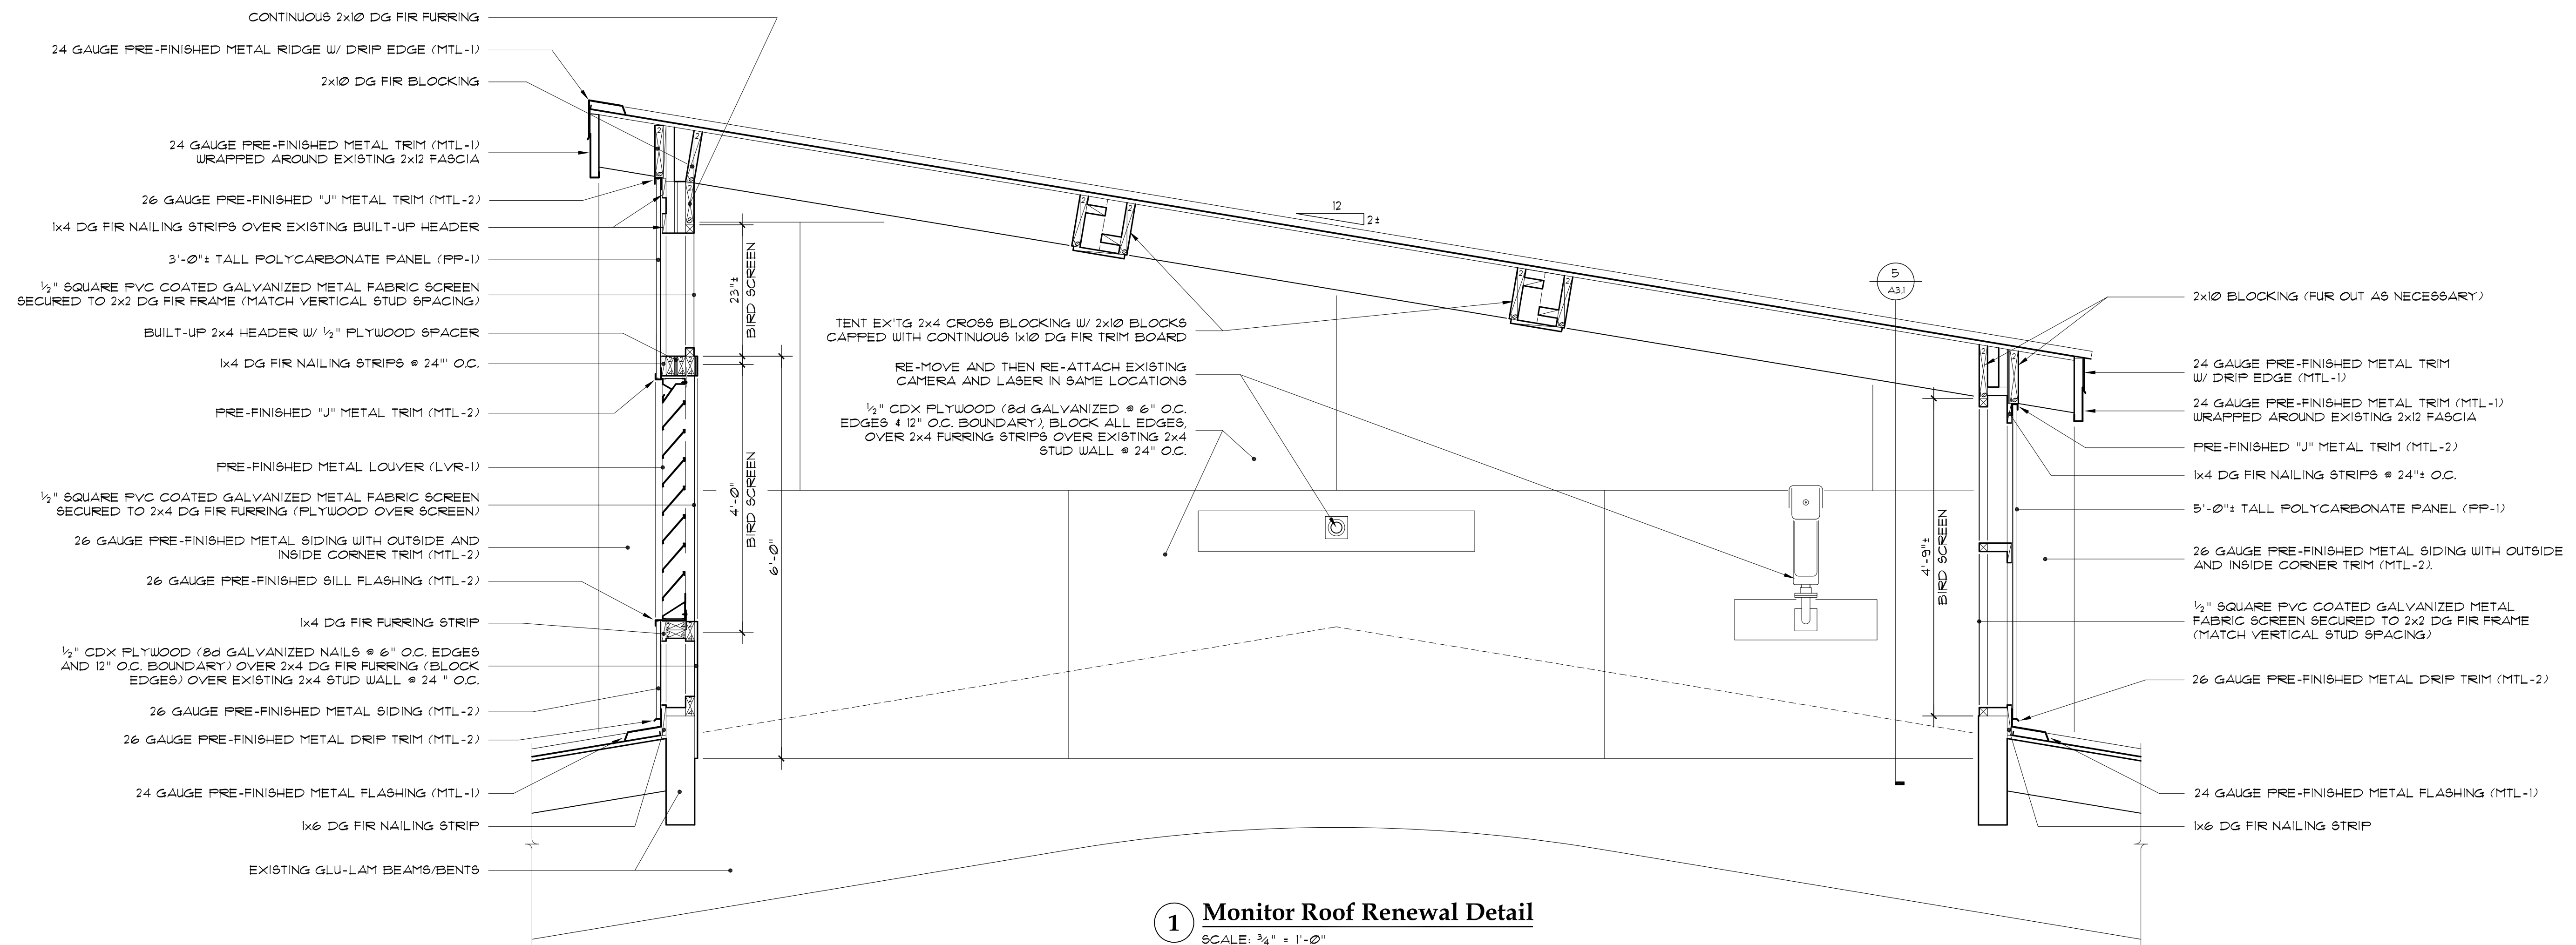 CONTINUOUS 2x10 DG FIR FURRING
24 GAUGE PRE-FINISHED METAL RIDGE W/ DRIP EDGE (MTL-1)
2x10 DG FIR BLOCKING
24 GAUGE PRE-FINISHED METAL TRIM (MTL-1)
WRAPPED AROUND EXISTING 2x12 FASCIA
26 GAUGE PRE-FINISHED "J" METAL TRIM (MTL-2)
1x4 DG FIR NAILING STRIPS OVER EXISTING BUILT-UP HEADER
3'-0"± TALL POLYCARBONATE PANEL (PP-1)
½" SQUARE PVC COATED GALVANIZED METAL FABRIC SCREEN
SECURED TO 2x2 DG FIR FRAME (MATCH VERTICAL STUD SPACING)
BUILT-UP 2x4 HEADER W/ ½" PLYWOOD SPACER
1x4 DG FIR NAILING STRIPS @ 24"' O.C.
PRE-FINISHED "J" METAL TRIM (MTL-2)
PRE-FINISHED METAL LOUVER (LVR-1)
½" SQUARE PVC COATED GALVANIZED METAL FABRIC SCREEN
SECURED TO 2x4 DG FIR FURRING (PLYWOOD OVER SCREEN)
26 GAUGE PRE-FINISHED METAL SIDING WITH OUTSIDE AND
INSIDE CORNER TRIM (MTL-2)
26 GAUGE PRE-FINISHED SILL FLASHING (MTL-2)
1x4 DG FIR FURRING STRIP
½" CDX PLYWOOD (8d GALVANIZED NAILS @ 6" O.C. EDGES
AND 12" O.C. BOUNDARY) OVER 2x4 DG FIR FURRING (BLOCK
EDGES) OVER EXISTING 2x4 STUD WALL @ 24 " O.C.
26 GAUGE PRE-FINISHED METAL SIDING (MTL-2)
26 GAUGE PRE-FINISHED METAL DRIP TRIM (MTL-2)
24 GAUGE PRE-FINISHED METAL FLASHING (MTL-1)
1x6 DG FIR NAILING STRIP
EXISTING GLU-LAM BEAMS/BENTS
23"±
BIRD SCREEN
4'-0"
BIRD SCREEN
6'-0"
12
2±
TENT EX'TG 2x4 CROSS BLOCKING W/ 2x10 BLOCKS
CAPPED WITH CONTINUOUS 1x10 DG FIR TRIM BOARD
RE-MOVE AND THEN RE-ATTACH EXISTING
CAMERA AND LASER IN SAME LOCATIONS
½" CDX PLYWOOD (8d GALVANIZED @ 6" O.C.
EDGES & 12" O.C. BOUNDARY), BLOCK ALL EDGES,
OVER 2x4 FURRING STRIPS OVER EXISTING 2x4
STUD WALL @ 24" O.C.
5
A3.1
4'-9"±
BIRD SCREEN
2x10 BLOCKING (FUR OUT AS NECESSARY)
24 GAUGE PRE-FINISHED METAL TRIM
W/ DRIP EDGE (MTL-1)
24 GAUGE PRE-FINISHED METAL TRIM (MTL-1)
WRAPPED AROUND EXISTING 2x12 FASCIA
PRE-FINISHED "J" METAL TRIM (MTL-2)
1x4 DG FIR NAILING STRIPS @ 24"± O.C.
5'-0"± TALL POLYCARBONATE PANEL (PP-1)
26 GAUGE PRE-FINISHED METAL SIDING WITH OUTSIDE
AND INSIDE CORNER TRIM (MTL-2).
½" SQUARE PVC COATED GALVANIZED METAL
FABRIC SCREEN SECURED TO 2x2 DG FIR FRAME
(MATCH VERTICAL STUD SPACING)
26 GAUGE PRE-FINISHED METAL DRIP TRIM (MTL-2)
24 GAUGE PRE-FINISHED METAL FLASHING (MTL-1)
1x6 DG FIR NAILING STRIP
1 Monitor Roof Renewal Detail
SCALE: ¾" = 1'-0"